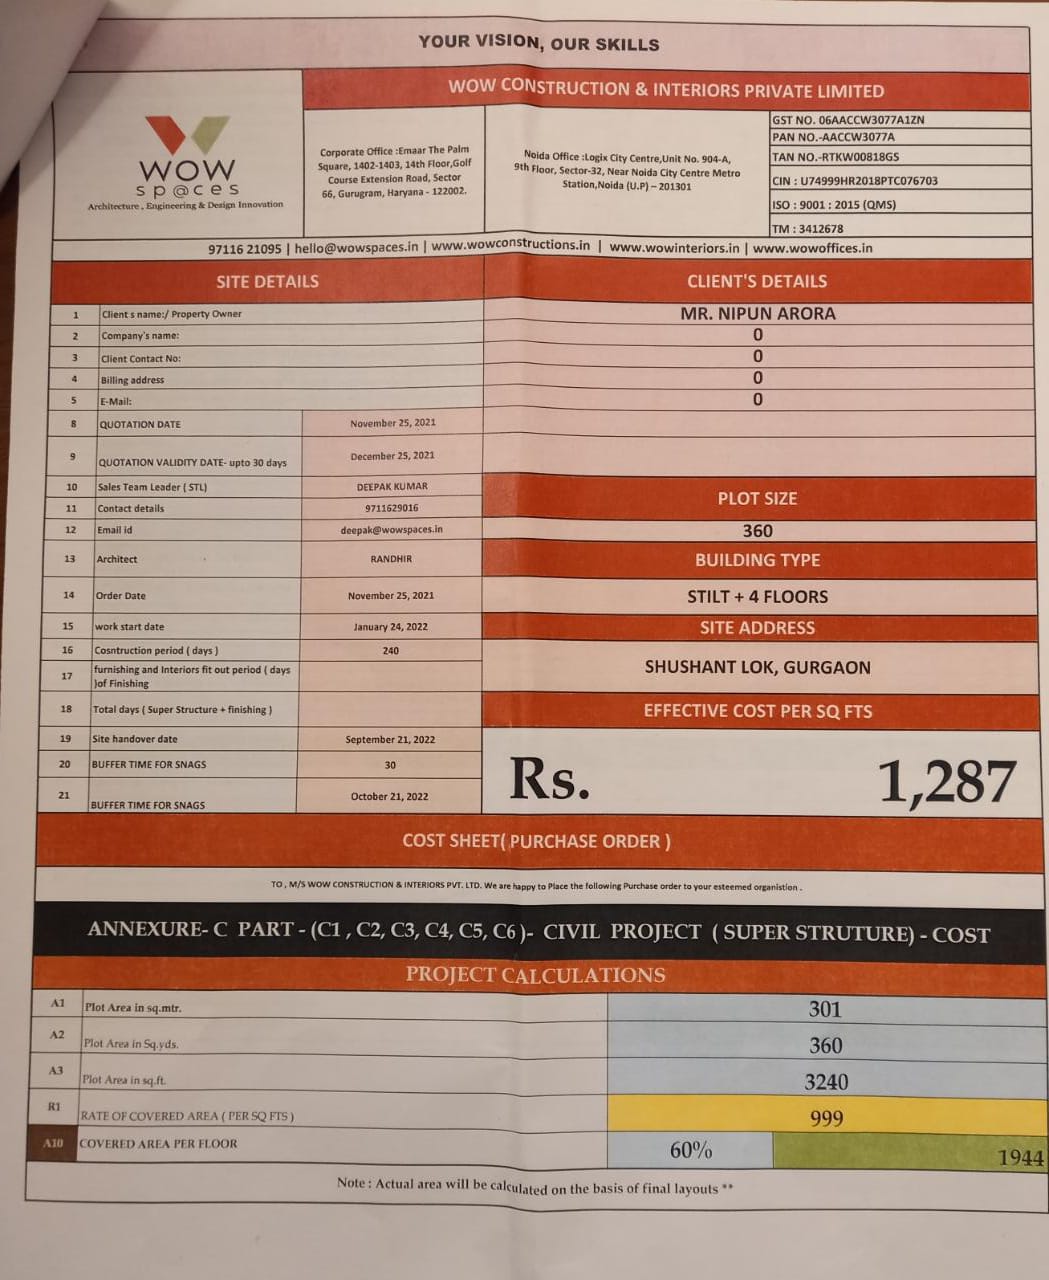 YOUR VISION, OUR SKILLS
WOW CONSTRUCTION & INTERIORS PRIVATE LIMITED
WOW
sp@ces
Architecture , Engineering & Design Innovation
Corporate Office :Emaar The Palm
Square, 1402-1403, 14th Floor,Golf
Course Extension Road, Sector
66, Gurugram, Haryana - 122002.
Noida Office :Logix City Centre,Unit No. 904-A,
9th Floor, Sector-32, Near Noida City Centre Metro
Station,Noida (U.P) – 201301
GST NO. 06AACCW3077A1ZN
PAN NO.-AACCW3077A
TAN NO.-RTKW00818GS
CIN : U74999HR2018PTC076703
ISO : 9001 : 2015 (QMS)
TM : 3412678
97116 21095 | hello@wowspaces.in | www.wowconstructions.in | www.wowinteriors.in | www.wowoffices.in
SITE DETAILS
CLIENT'S DETAILS
1 Client s name:/ Property Owner MR. NIPUN ARORA
2 Company's name: 0
3 Client Contact No: 0
4 Billing address 0
5 E-Mail: 0
8 QUOTATION DATE November 25, 2021
9 QUOTATION VALIDITY DATE- upto 30 days December 25, 2021
10 Sales Team Leader ( STL) DEEPAK KUMAR
11 Contact details 9711629016
12 Email id deepak@wowspaces.in
13 Architect RANDHIR
14 Order Date November 25, 2021
15 work start date January 24, 2022
16 Cosntruction period ( days ) 240
17 furnishing and Interiors fit out period ( days
)of Finishing
18 Total days ( Super Structure + finishing )
19 Site handover date September 21, 2022
20 BUFFER TIME FOR SNAGS 30
21 BUFFER TIME FOR SNAGS October 21, 2022
PLOT SIZE
360
BUILDING TYPE
STILT + 4 FLOORS
SITE ADDRESS
SHUSHANT LOK, GURGAON
EFFECTIVE COST PER SQ FTS
Rs. 1,287
COST SHEET( PURCHASE ORDER )
TO , M/S WOW CONSTRUCTION & INTERIORS PVT. LTD. We are happy to Place the following Purchase order to your esteemed organistion .
ANNEXURE- C PART - (C1 , C2, C3, C4, C5, C6 )- CIVIL PROJECT ( SUPER STRUTURE) - COST
PROJECT CALCULATIONS
A1 Plot Area in sq.mtr. 301
A2 Plot Area in Sq.yds. 360
A3 Plot Area in sq.ft. 3240
R1 RATE OF COVERED AREA ( PER SQ FTS ) 999
A10 COVERED AREA PER FLOOR 60% 1944
Note : Actual area will be calculated on the basis of final layouts **